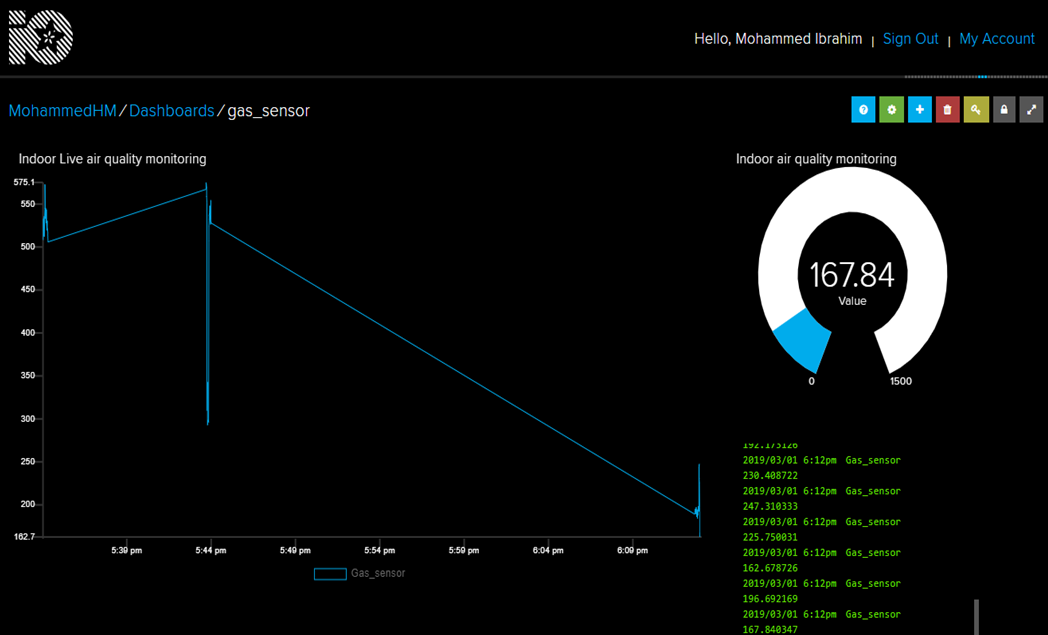 Hello, Mohammed Ibrahim | Sign Out | My Account
MohammedHM / Dashboards / gas_sensor
Indoor Live air quality monitoring
575.1
550
500
450
400
350
300
250
200
162.7
5:39 pm 5:44 pm 5:49 pm 5:54 pm 5:59 pm 6:04 pm 6:09 pm
Gas_sensor
Indoor air quality monitoring
167.84
Value
0 1500
192.173126
2019/03/01 6:12pm Gas_sensor
230.408722
2019/03/01 6:12pm Gas_sensor
247.310333
2019/03/01 6:12pm Gas_sensor
225.750031
2019/03/01 6:12pm Gas_sensor
162.678726
2019/03/01 6:12pm Gas_sensor
196.692169
2019/03/01 6:12pm Gas_sensor
167.840347